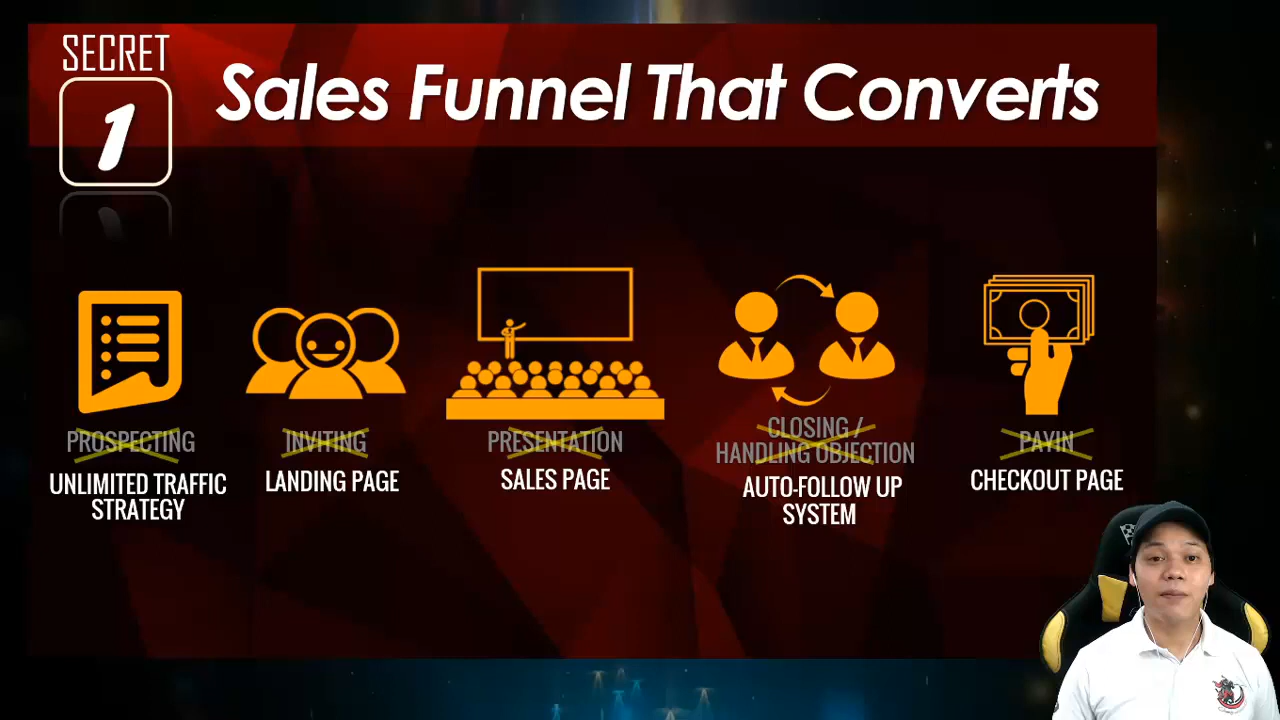 SECRET
1
Sales Funnel That Converts
PROSPECTING
UNLIMITED TRAFFIC
STRATEGY
INVITING
LANDING PAGE
PRESENTATION
SALES PAGE
CLOSING /
HANDLING OBJECTION
AUTO-FOLLOW UP
SYSTEM
PAYIN
CHECKOUT PAGE